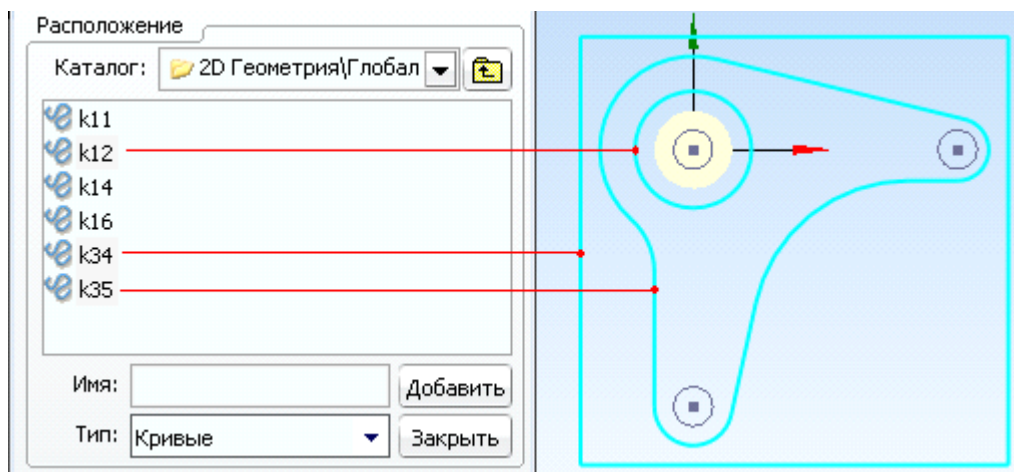 Расположение
Каталог: 2D Геометрия\Глобал
k11
k12
k14
k16
k34
k35
Имя: Добавить
Тип: Кривые Закрыть